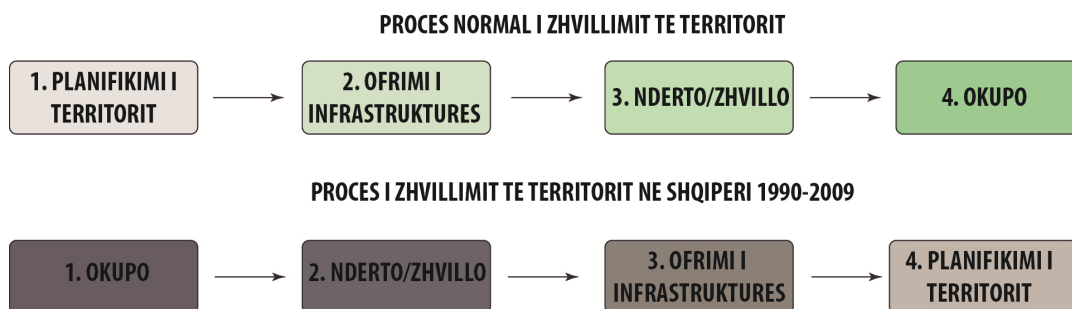 PROCES NORMAL I ZHVILLIMIT TE TERRITORIT
1. PLANIFIKIMI I
TERRITORIT
2. OFRIMI I
INFRASTRUKTURES
3. NDERTO/ZHVILLO
4. OKUPO
PROCES I ZHVILLIMIT TE TERRITORIT NE SHQIPERI 1990-2009
1. OKUPO
2. NDERTO/ZHVILLO
3. OFRIMI I
INFRASTRUKTURES
4. PLANIFIKIMI I
TERRITORIT